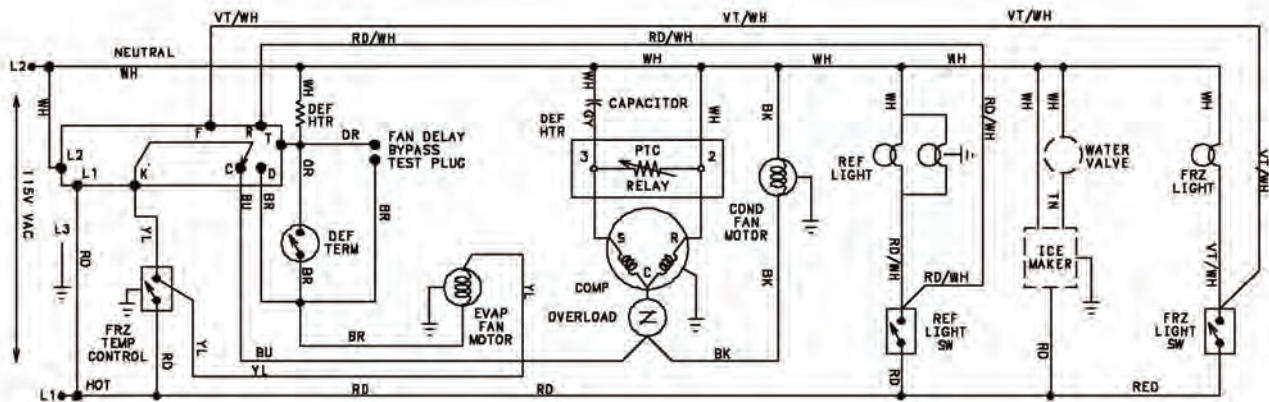 VT/WH
VT/WH
VT/WH
RD/WH
RD/WH
L2
NEUTRAL
WH
WH
WH
WH
WH
WH
DEF
HTR
WH
CAPACITOR
WH
BK
WH
WH
WH
WH
RD/WH
VT/WH
115V VAC
F
R
T
L2
L1
K
C
D
L3
OR
FAN DELAY
BYPASS
TEST PLUG
OR
BU
BR
BR
DEF
HTR
3
PTC
2
RELAY
REF
LIGHT
WATER
VALVE
FRZ
LIGHT
YL
RD
DEF
TERM
BR
S
R
C
COND
FAN
MOTOR
TN
ICE
MAKER
RD/WH
RD/WH
VT/WH
FRZ
TEMP
CONTROL
YL
RD
EVAP
FAN
MOTOR
YL
COMP
OVERLOAD
BK
REF
LIGHT
SW
RD
FRZ
LIGHT
SW
BR
BU
YL
BK
L1
HOT
RD
RD
RD
RED